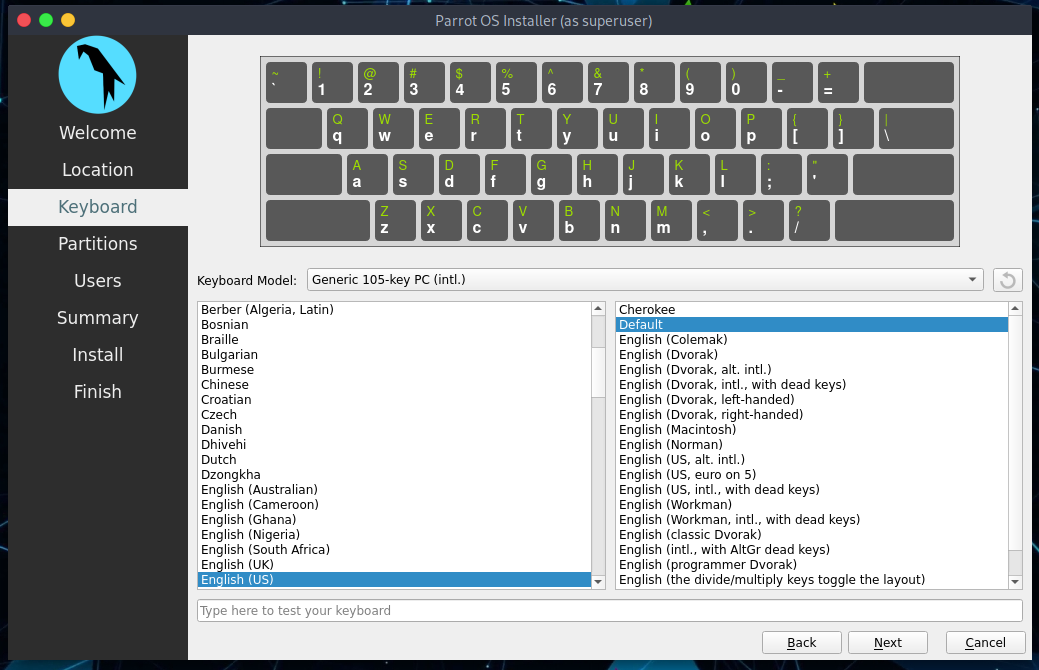 Parrot OS Installer (as superuser)
Welcome
Location
Keyboard
Partitions
Users
Summary
Install
Finish
~ ! @ # $ % ^ & * ( ) _ +
` 1 2 3 4 5 6 7 8 9 0 - =
Q W E R T Y U I O P { } |
q w e r t y u i o p [ ] \
A S D F G H J K L : "
a s d f g h j k l ; '
Z X C V B N M < > ?
z x c v b n m , . /
Keyboard Model: Generic 105-key PC (intl.)
Berber (Algeria, Latin)
Bosnian
Braille
Bulgarian
Burmese
Chinese
Croatian
Czech
Danish
Dhivehi
Dutch
Dzongkha
English (Australian)
English (Cameroon)
English (Ghana)
English (Nigeria)
English (South Africa)
English (UK)
English (US)
Cherokee
Default
English (Colemak)
English (Dvorak)
English (Dvorak, alt. intl.)
English (Dvorak, intl., with dead keys)
English (Dvorak, left-handed)
English (Dvorak, right-handed)
English (Macintosh)
English (Norman)
English (US, alt. intl.)
English (US, euro on 5)
English (US, intl., with dead keys)
English (Workman)
English (Workman, intl., with dead keys)
English (classic Dvorak)
English (intl., with AltGr dead keys)
English (programmer Dvorak)
English (the divide/multiply keys toggle the layout)
Type here to test your keyboard
Back Next Cancel